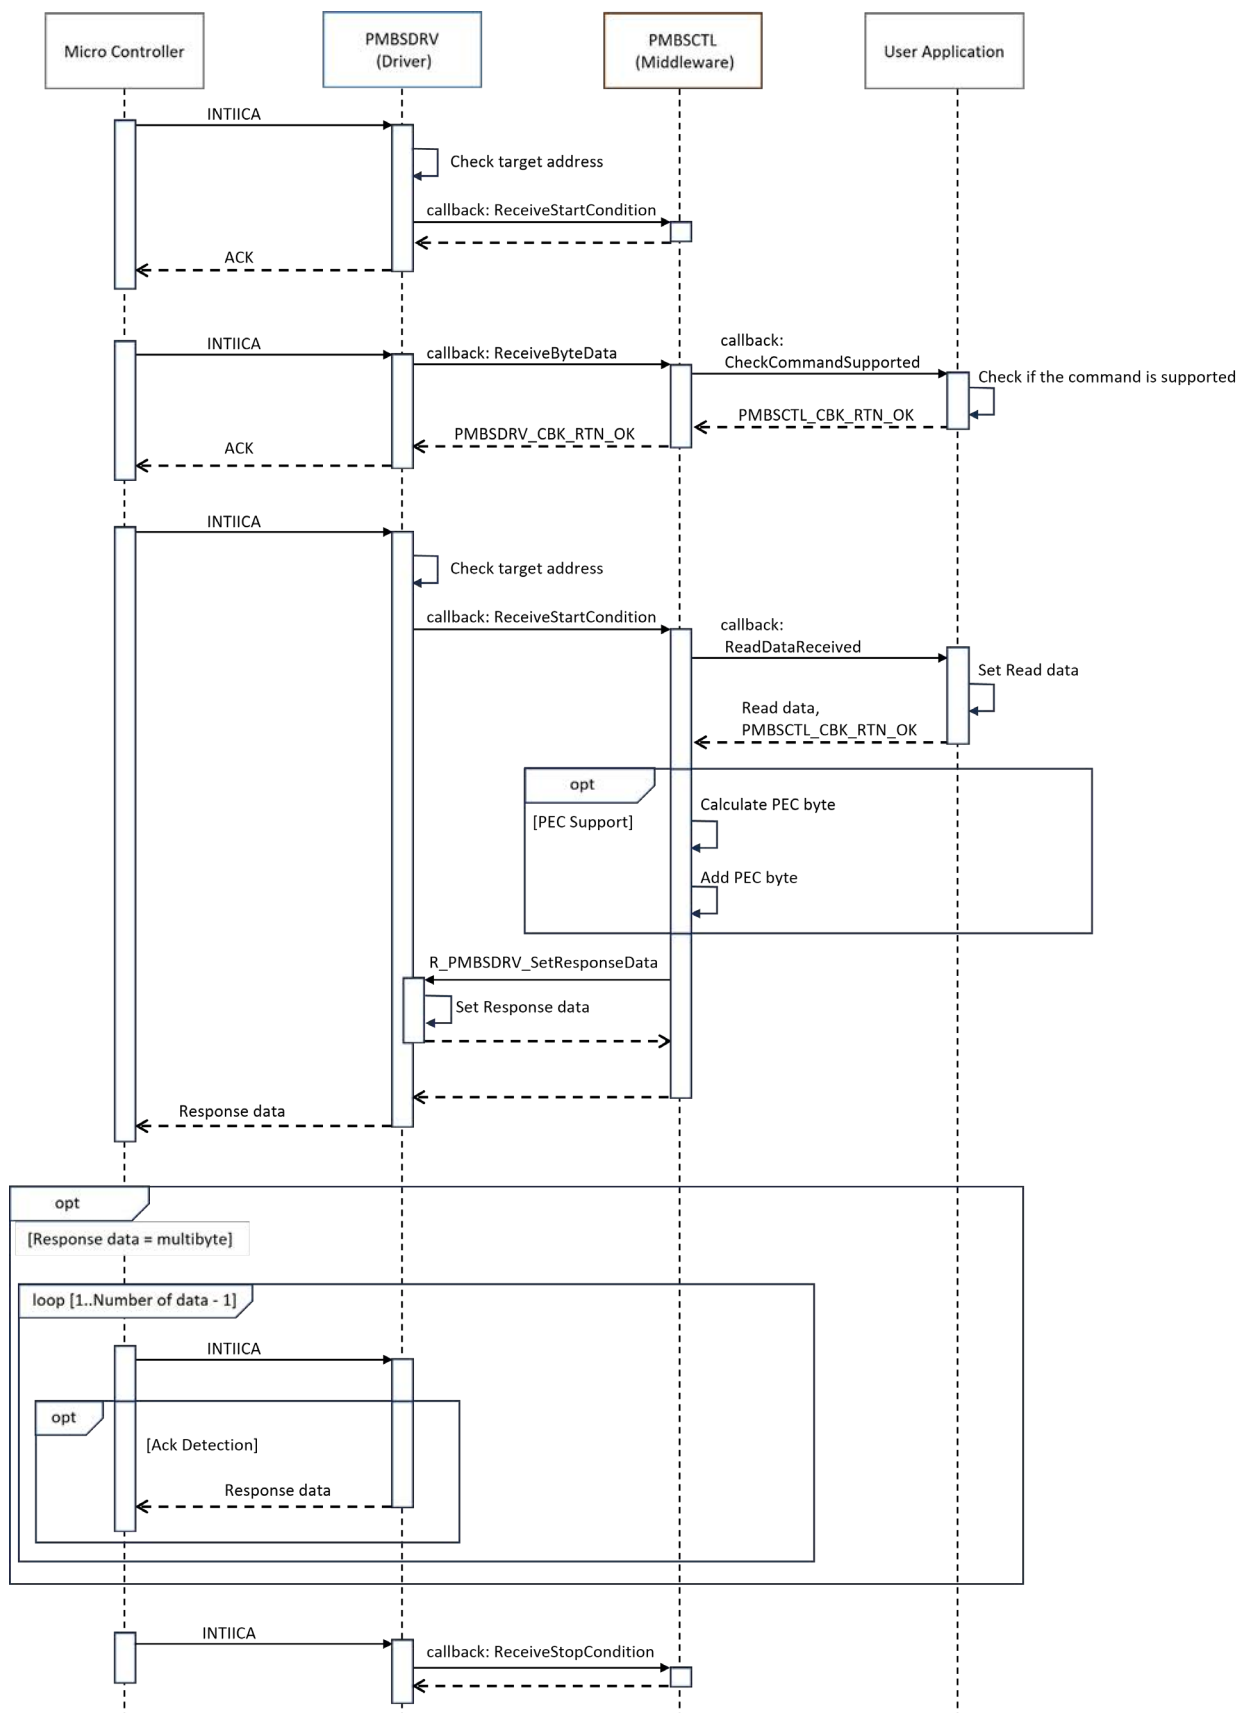 Micro Controller
PMBSDRV
(Driver)
PMBSCTL
(Middleware)
User Application
INTIICA
Check target address
callback: ReceiveStartCondition
ACK
INTIICA
callback: ReceiveByteData
callback:
CheckCommandSupported
Check if the command is supported
PMBSCTL_CBK_RTN_OK
PMBSDRV_CBK_RTN_OK
ACK
INTIICA
Check target address
callback: ReceiveStartCondition
callback:
ReadDataReceived
Set Read data
Read data,
PMBSCTL_CBK_RTN_OK
opt
[PEC Support]
Calculate PEC byte
Add PEC byte
R_PMBSDRV_SetResponseData
Set Response data
Response data
opt
[Response data = multibyte]
loop [1..Number of data - 1]
INTIICA
opt
[Ack Detection]
Response data
INTIICA
callback: ReceiveStopCondition